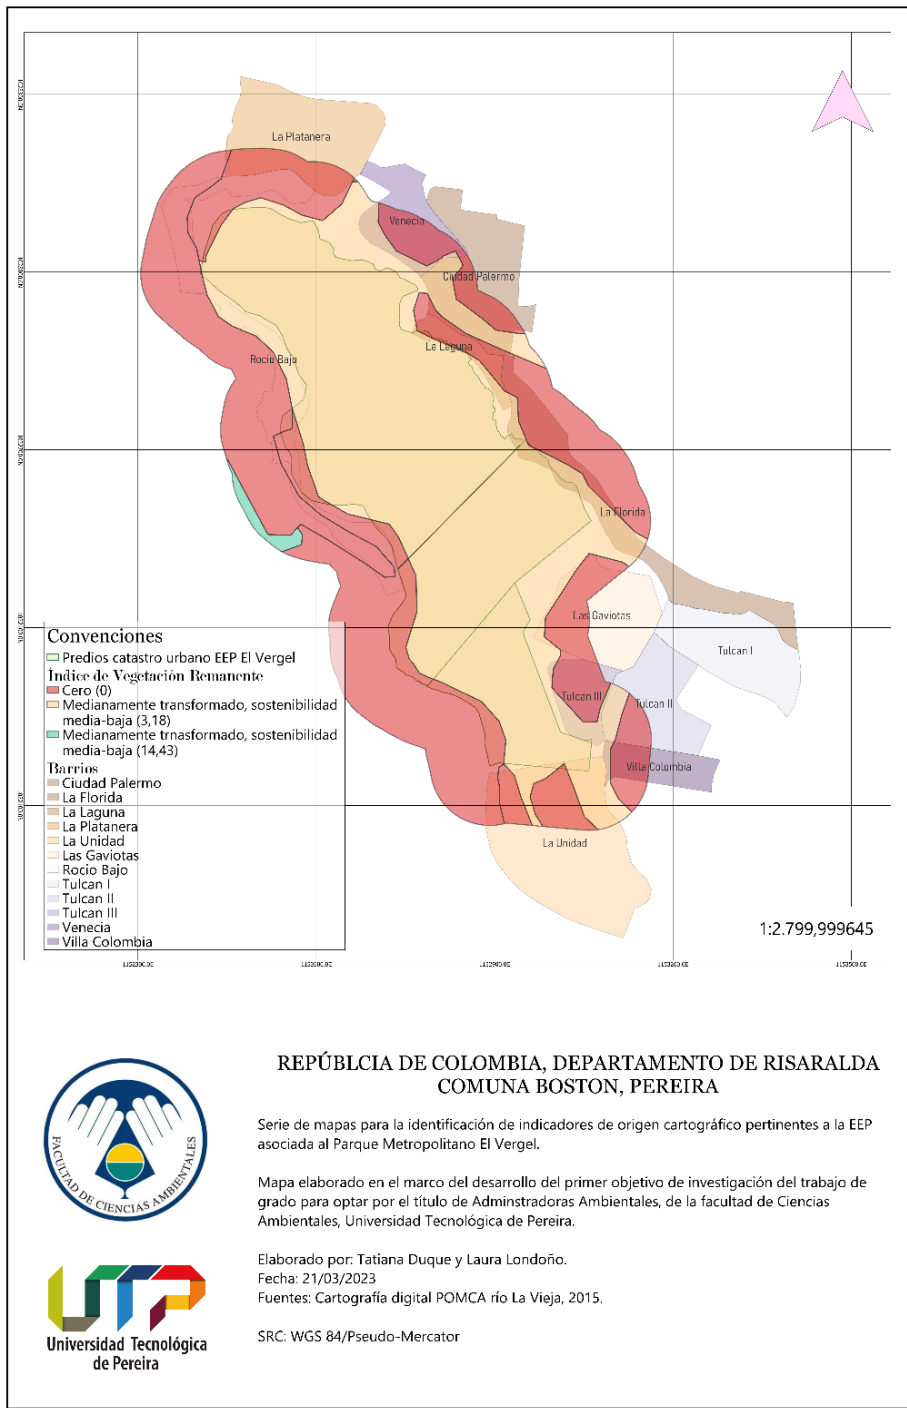 La Platanera
Venecia
Ciudad Palermo
La Laguna
Rocio Bajo
La Florida
Las Gaviotas
Tulcan I
Tulcan III
Tulcan II
Villa Colombia
La Unidad
Convenciones
Predios catastro urbano EEP El Vergel
Índice de Vegetación Remanente
Cero (0)
Medianamente transformado, sostenibilidad
media-baja (3,18)
Medianamente trnasformado, sostenibilidad
media-baja (14,43)
Barrios
Ciudad Palermo
La Florida
La Laguna
La Platanera
La Unidad
Las Gaviotas
Rocio Bajo
Tulcan I
Tulcan II
Tulcan III
Venecia
Villa Colombia
1:2.799,999645
REPÚBLCIA DE COLOMBIA, DEPARTAMENTO DE RISARALDA
COMUNA BOSTON, PEREIRA
Serie de mapas para la identificación de indicadores de origen cartográfico pertinentes a la EEP
asociada al Parque Metropolitano El Vergel.
Mapa elaborado en el marco del desarrollo del primer objetivo de investigación del trabajo de
grado para optar por el título de Adminstradoras Ambientales, de la facultad de Ciencias
Ambientales, Universidad Tecnológica de Pereira.
Elaborado por: Tatiana Duque y Laura Londoño.
Fecha: 21/03/2023
Fuentes: Cartografía digital POMCA río La Vieja, 2015.
SRC: WGS 84/Pseudo-Mercator
FACULTAD DE CIENCIAS AMBIENTALES
UTP
Universidad Tecnológica
de Pereira